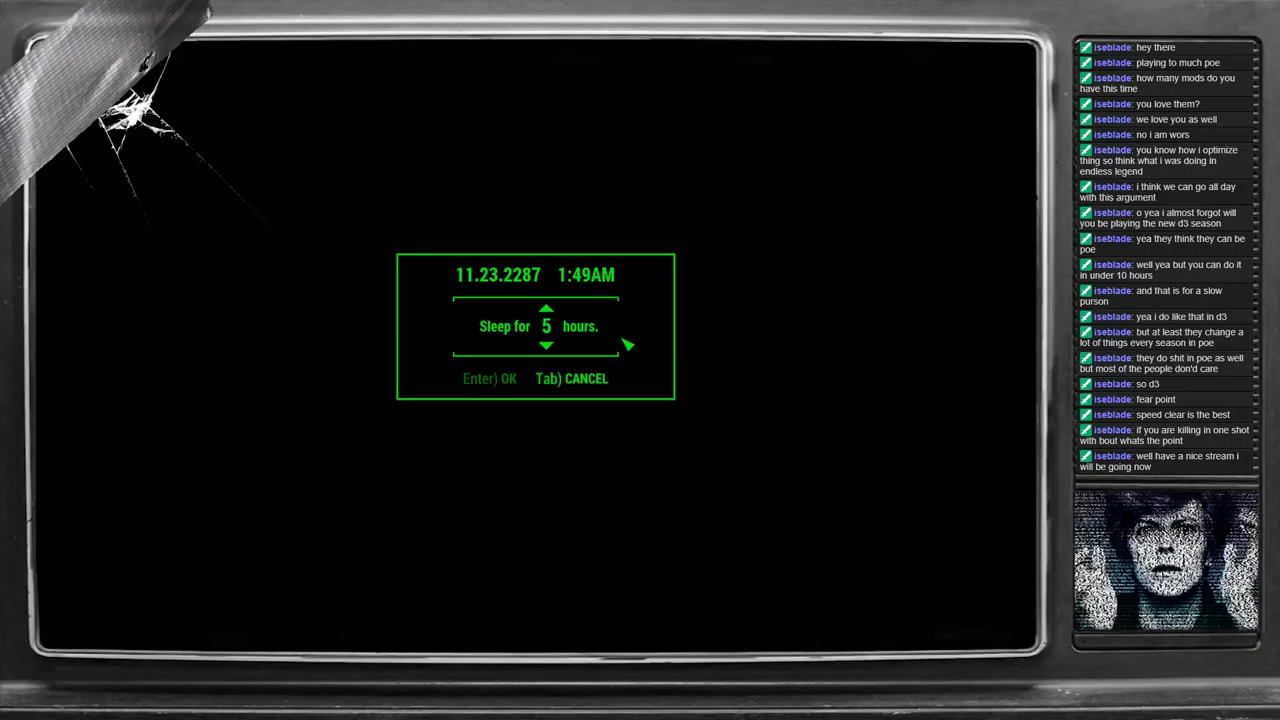 11.23.2287 1:49AM
Sleep for 5 hours.
Enter) OK Tab) CANCEL
iseblade: hey there
iseblade: playing to much poe
iseblade: how many mods do you
have this time
iseblade: you love them?
iseblade: we love you as well
iseblade: no i am wors
iseblade: you know how i optimize
thing so think what i was doing in
endless legend
iseblade: i think we can go all day
with this argument
iseblade: o yea i almost forgot will
you be playing the new d3 season
iseblade: yea they think they can be
poe
iseblade: well yea but you can do it
in under 10 hours
iseblade: and that is for a slow
purson
iseblade: yea i do like that in d3
iseblade: but at least they change a
lot of things every season in poe
iseblade: they do shit in poe as well
but most of the people don'd care
iseblade: so d3
iseblade: fear point
iseblade: speed clear is the best
iseblade: if you are killing in one shot
with bout whats the point
iseblade: well have a nice stream i
will be going now